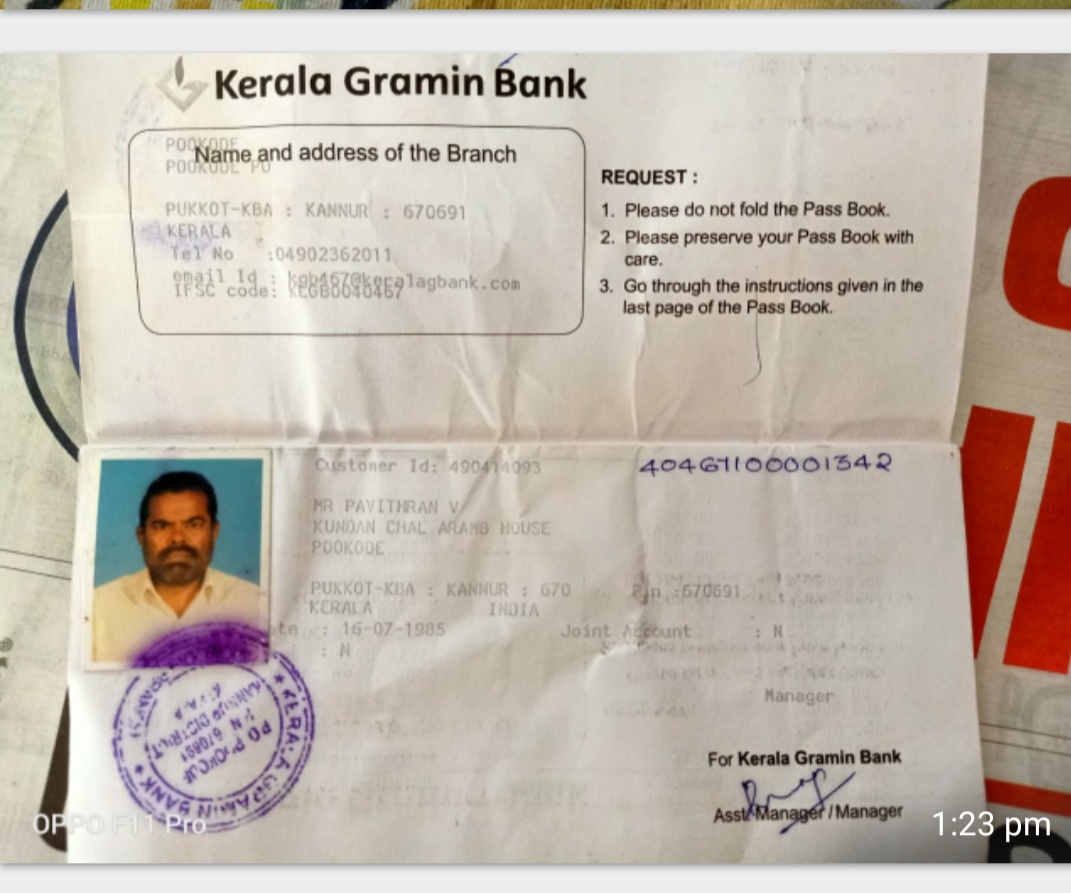 Kerala Gramin Bank
POOKODE
Name and address of the Branch
POOKODE PO
PUKKOT-KBA : KANNUR : 670691
KERALA
Tel No :04902362011
email Id : kgb467@keralagbank.com
IFSC code: KLGB0040467
REQUEST :
1. Please do not fold the Pass Book.
2. Please preserve your Pass Book with
care.
3. Go through the instructions given in the
last page of the Pass Book.
Customer Id: 490414093
40467100001342
MR PAVITHRAN V
KUNDAN CHAL ARAMB HOUSE
POOKODE
PUKKOT-KBA : KANNUR : 670 Pin :670691
KERALA INDIA
: 16-07-1985 Joint Account : N
: N
Manager
For Kerala Gramin Bank
Asst. Manager / Manager
KERALA GRAMIN BANK
OPPO F11 Pro
1:23 pm